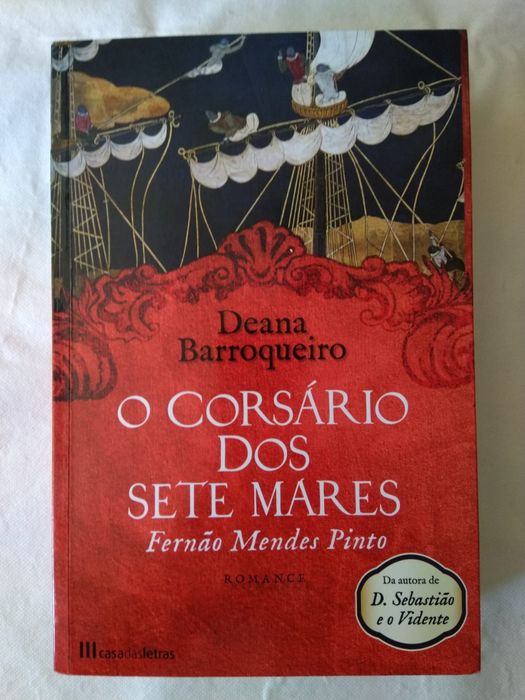 Deana
Barroqueiro
O CORSÁRIO
DOS
SETE MARES
Fernão Mendes Pinto
ROMANCE
Da autora de
D. Sebastião
e o Vidente
casadasletras